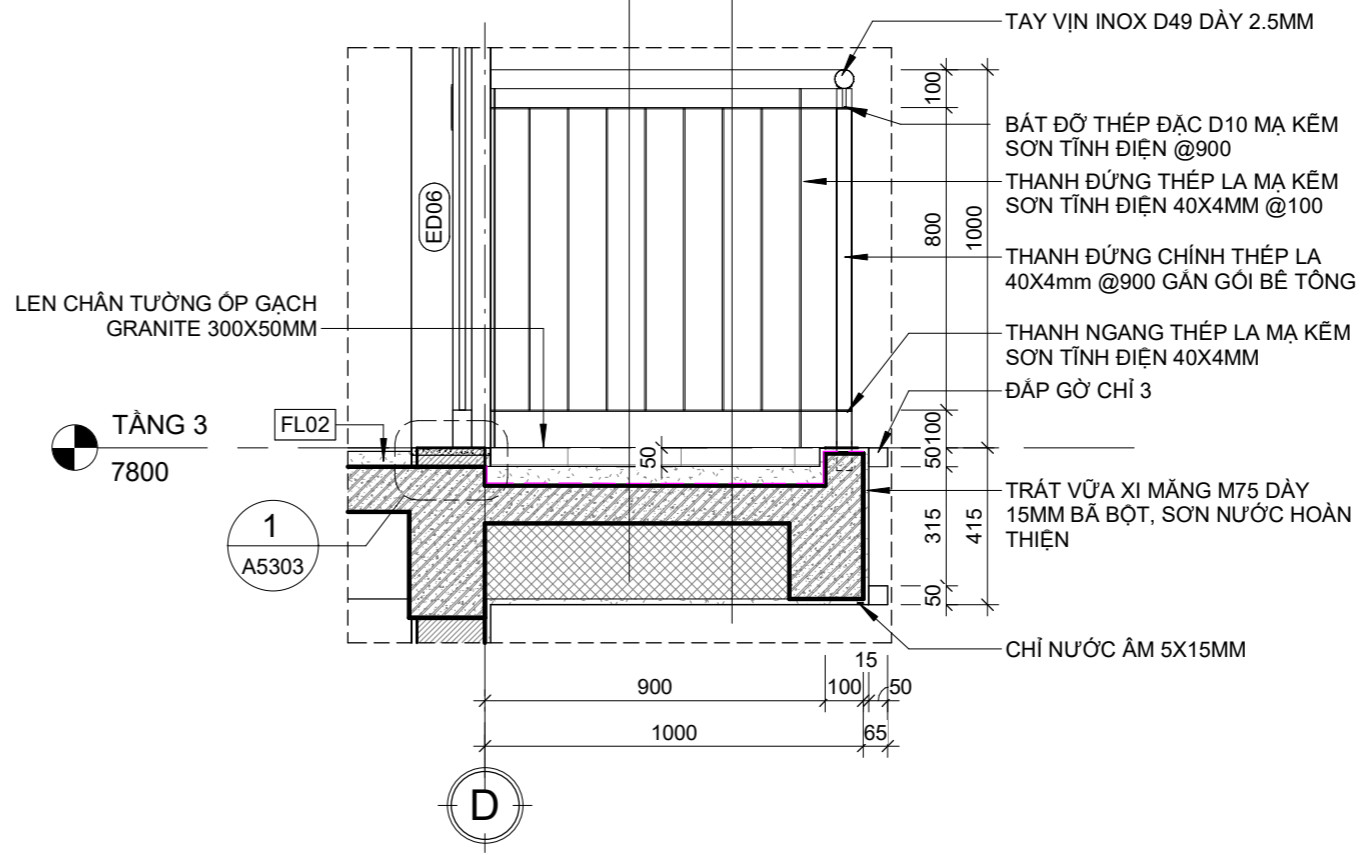 TAY VỊN INOX D49 DÀY 2.5MM
BÁT ĐỠ THÉP ĐẶC D10 MẠ KẼM
SƠN TĨNH ĐIỆN @900
THANH ĐỨNG THÉP LA MẠ KẼM
SƠN TĨNH ĐIỆN 40X4MM @100
THANH ĐỨNG CHÍNH THÉP LA
40X4mm @900 GẮN GỐI BÊ TÔNG
THANH NGANG THÉP LA MẠ KẼM
SƠN TĨNH ĐIỆN 40X4MM
ĐẮP GỜ CHỈ 3
TRÁT VỮA XI MĂNG M75 DÀY
15MM BẢ BỘT, SƠN NƯỚC HOÀN
THIỆN
CHỈ NƯỚC ÂM 5X15MM
100
800
1000
100
50
315
415
50
ED06
LEN CHÂN TƯỜNG ỐP GẠCH
GRANITE 300X50MM
TẦNG 3
7800
FL02
50
1
A5303
15
900
100
50
1000
65
D